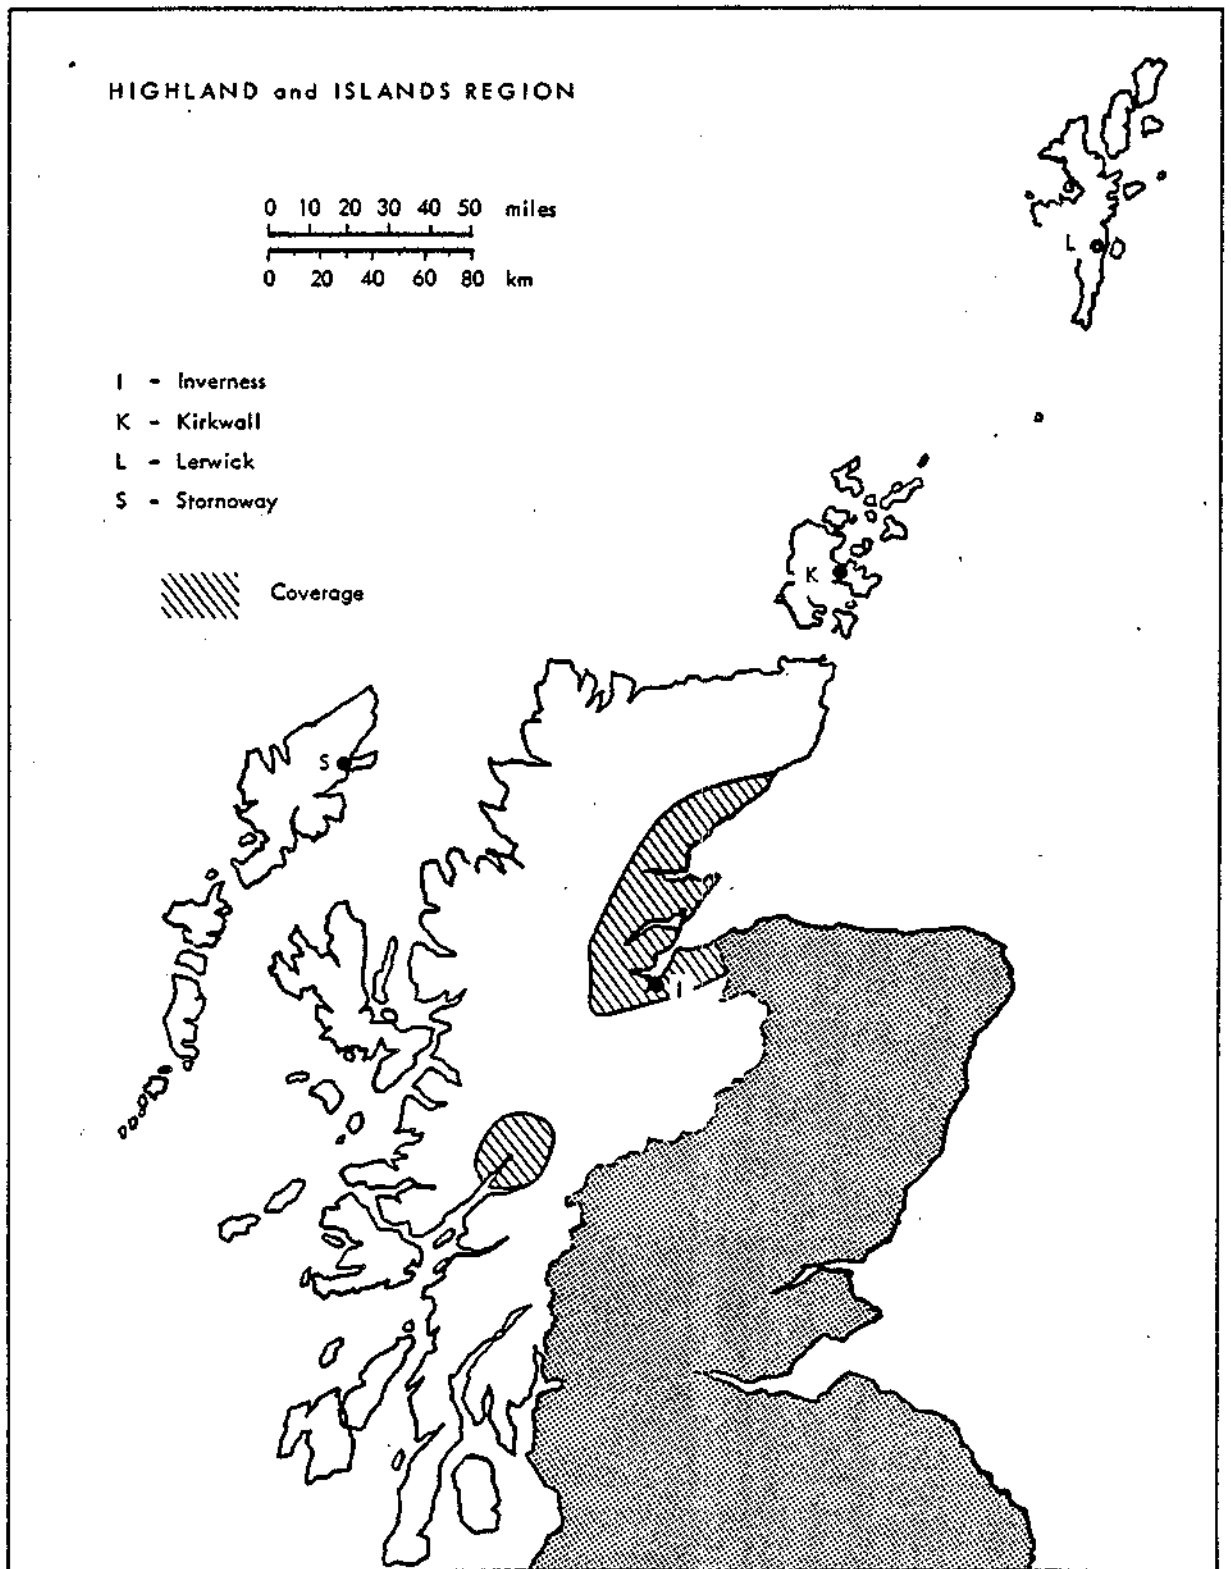 HIGHLAND and ISLANDS REGION
0 10 20 30 40 50 miles
0 20 40 60 80 km
I - Inverness
K - Kirkwall
L - Lerwick
S - Stornoway
Coverage
L
K
S
I